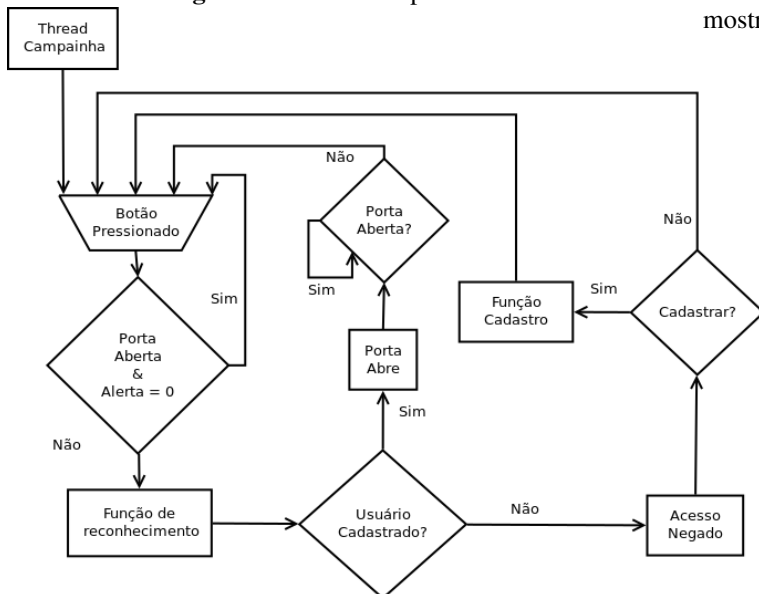 mostr
Thread
Campainha
Não
Botão
Pressionado
Porta
Aberta?
Não
Sim
Sim
Função
Cadastro
Sim
Cadastrar?
Porta
Aberta
&
Alerta = 0
Porta
Abre
Sim
Não
Função de
reconhecimento
Usuário
Cadastrado?
Não
Acesso
Negado